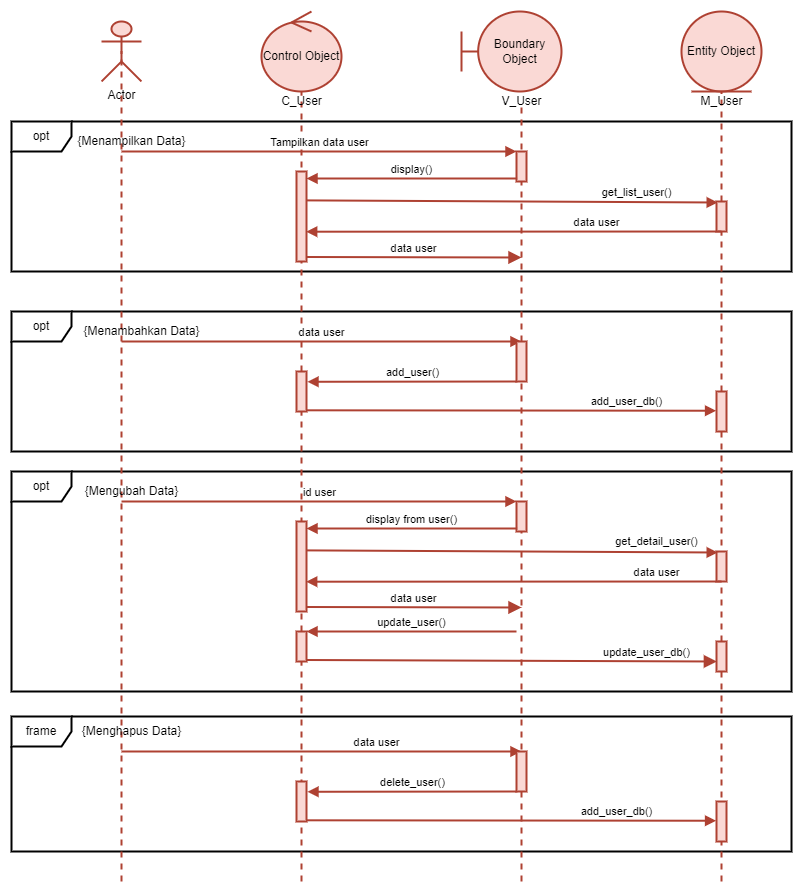 Control Object
Boundary
Object
Entity Object
Actor
C_User
V_User
M_User
opt
{Menampilkan Data}
Tampilkan data user
display()
get_list_user()
data user
data user
opt
{Menambahkan Data}
data user
add_user()
add_user_db()
opt
{Mengubah Data}
id user
display from user()
get_detail_user()
data user
data user
update_user()
update_user_db()
frame
{Menghapus Data}
data user
delete_user()
add_user_db()